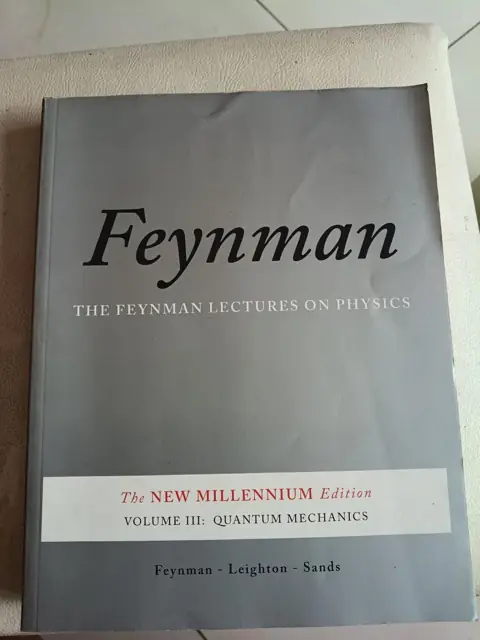 Feynman
THE FEYNMAN LECTURES ON PHYSICS
The NEW MILLENNIUM Edition
VOLUME III: QUANTUM MECHANICS
Feynman - Leighton - Sands